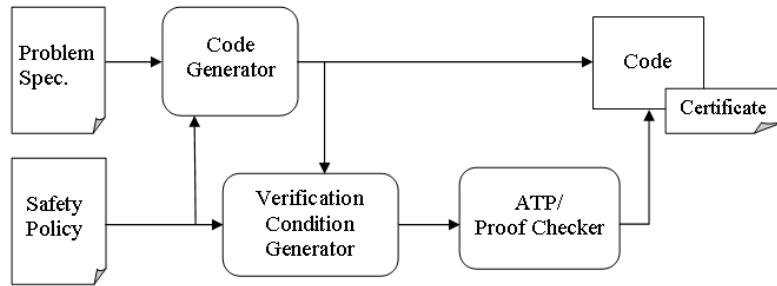 Problem
Spec.
Code
Generator
Code
Certificate
Safety
Policy
Verification
Condition
Generator
ATP/
Proof Checker